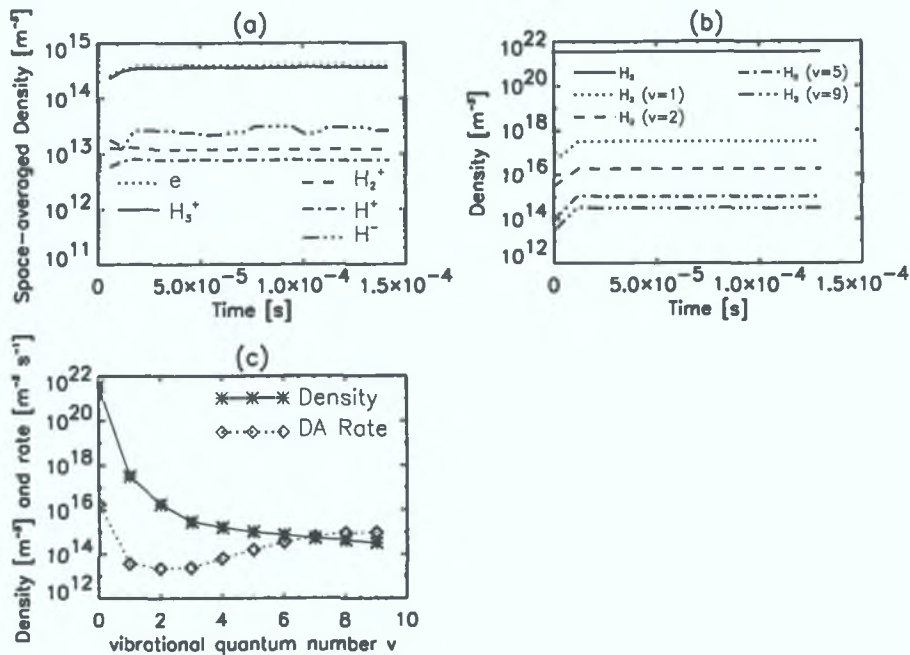 (a)
Space-averaged Density [m⁻³]
10¹⁵
10¹⁴
10¹³
10¹²
10¹¹
e
H₃⁺
H₂⁺
H⁺
H⁻
0 5.0×10⁻⁵ 1.0×10⁻⁴ 1.5×10⁻⁴
Time [s]
(b)
Density [m⁻³]
10²²
10²⁰
10¹⁸
10¹⁶
10¹⁴
10¹²
H₂
H₂ (v=1)
H₂ (v=2)
H₂ (v=5)
H₂ (v=9)
0 5.0×10⁻⁵ 1.0×10⁻⁴ 1.5×10⁻⁴
Time [s]
(c)
Density [m⁻³] and rate [m⁻³ s⁻¹]
10²²
10²⁰
10¹⁸
10¹⁶
10¹⁴
10¹²
Density
DA Rate
0 2 4 6 8 10
vibrational quantum number v